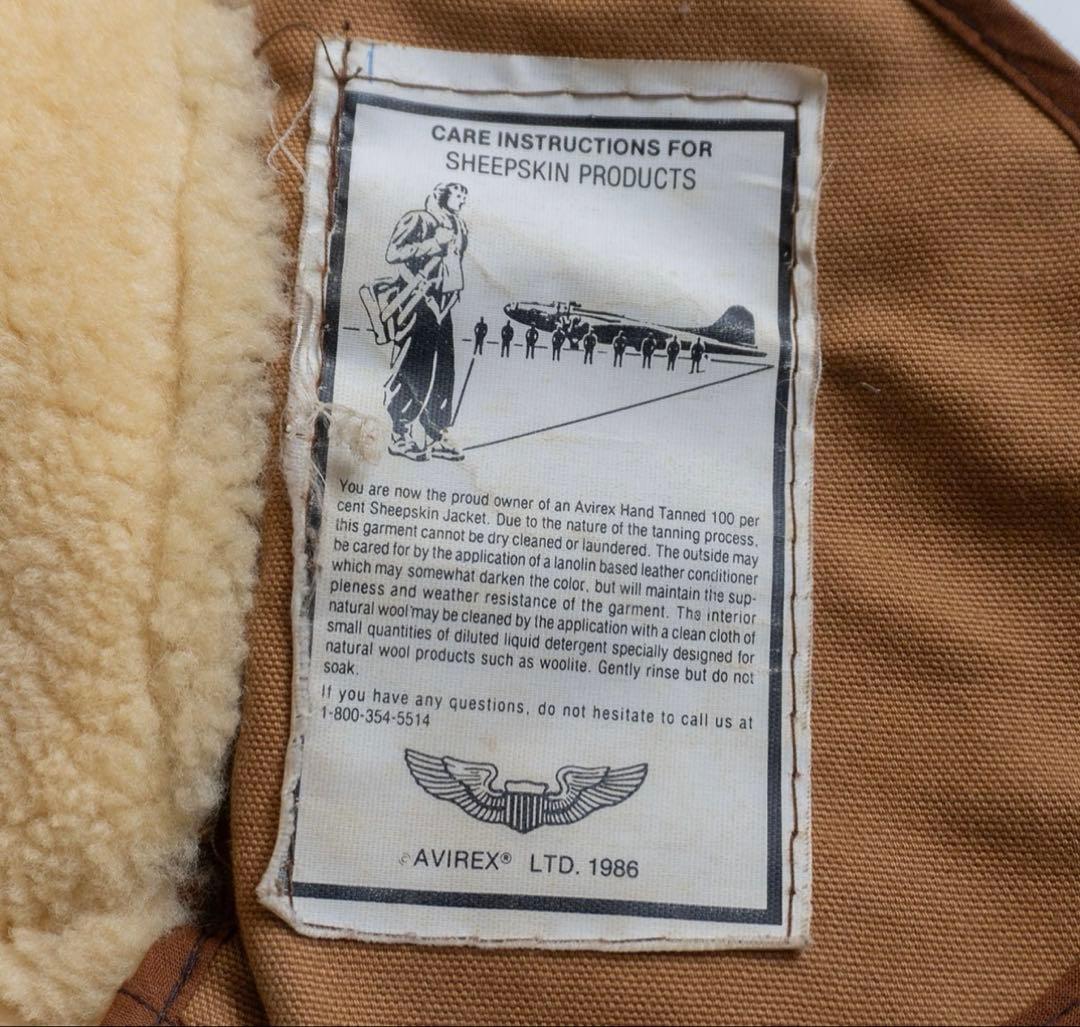 CARE INSTRUCTIONS FOR
SHEEPSKIN PRODUCTS
You are now the proud owner of an Avirex Hand Tanned 100 per
cent Sheepskin Jacket. Due to the nature of the tanning process,
this garment cannot be dry cleaned or laundered. The outside may
be cared for by the application of a lanolin based leather conditioner
which may somewhat darken the color, but will maintain the sup-
pleness and weather resistance of the garment. The interior
natural wool may be cleaned by the application with a clean cloth of
small quantities of diluted liquid detergent specially designed for
natural wool products such as woolite. Gently rinse but do not
soak.
If you have any questions, do not hesitate to call us at
1-800-354-5514
© AVIREX® LTD. 1986